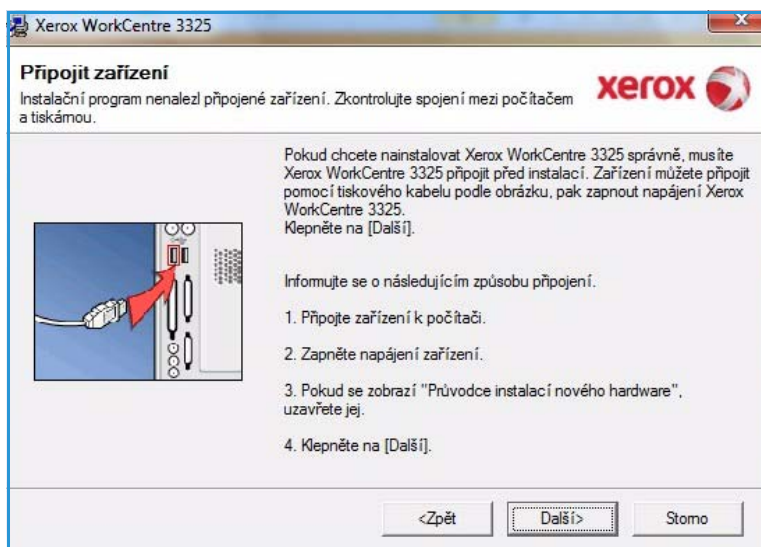 Xerox WorkCentre 3325
X
Připojit zařízení
Instalační program nenalezl připojené zařízení. Zkontrolujte spojení mezi počítačem
a tiskárnou.
xerox
Pokud chcete nainstalovat Xerox WorkCentre 3325 správně, musíte
Xerox WorkCentre 3325 připojit před instalací. Zařízení můžete připojit
pomocí tiskového kabelu podle obrázku, pak zapnout napájení Xerox
WorkCentre 3325.
Klepněte na [Další].
Informujte se o následujícím způsobu připojení.
1. Připojte zařízení k počítači.
2. Zapněte napájení zařízení.
3. Pokud se zobrazí "Průvodce instalací nového hardware",
uzavřete jej.
4. Klepněte na [Další].
<Zpět
Další>
Storno